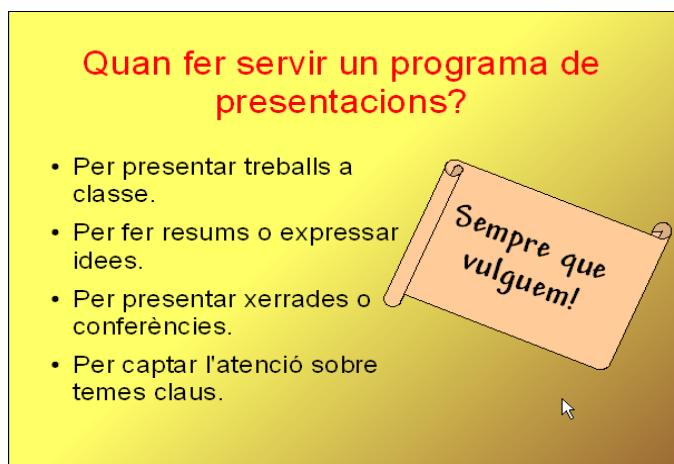 Quan fer servir un programa de
presentacions?
• Per presentar treballs a
classe.
• Per fer resums o expressar
idees.
• Per presentar xerrades o
conferències.
• Per captar l'atenció sobre
temes claus.
Sempre que
vulguem!